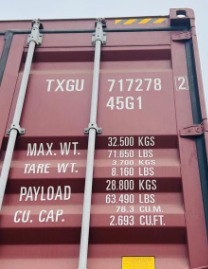 TXGU 717278 2
45G1
MAX. WT. 32.500 KGS
71.650 LBS
TARE WT. 3.700 KGS
8.160 LBS
PAYLOAD 28.800 KGS
63.490 LBS
CU. CAP. 76.3 CU.M.
2.693 CU.FT.